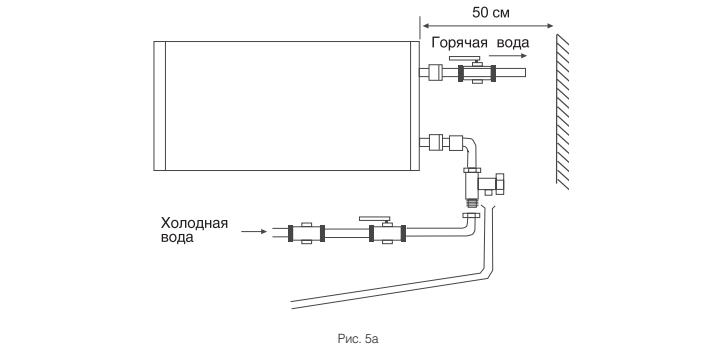 50 см
Горячая вода
Холодная
вода
Рис. 5а